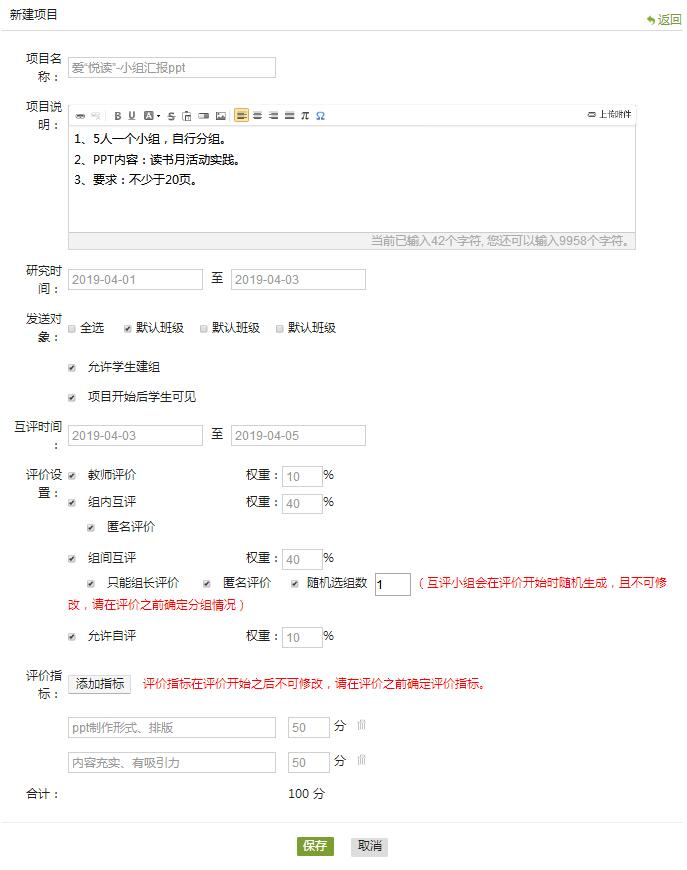 新建项目
返回
项目名称：
爱“悦读”-小组汇报ppt
项目说明：
B U A S π Ω 上传附件
1、5人一个小组，自行分组。
2、PPT内容：读书月活动实践。
3、要求：不少于20页。
当前已输入42个字符, 您还可以输入9958个字符。
研究时间：
2019-04-01 至 2019-04-03
发送对象：
全选 默认班级 默认班级 默认班级
允许学生建组
项目开始后学生可见
互评时间：
2019-04-03 至 2019-04-05
评价设置：
教师评价 权重：10 %
组内互评 权重：40 %
匿名评价
组间互评 权重：40 %
只能组长评价 匿名评价 随机选组数 1 （互评小组会在评价开始时随机生成，且不可修
改，请在评价之前确定分组情况）
允许自评 权重：10 %
评价指标：
添加指标 评价指标在评价开始之后不可修改，请在评价之前确定评价指标。
ppt制作形式、排版 50 分
内容充实、有吸引力 50 分
合计： 100 分
保存 取消